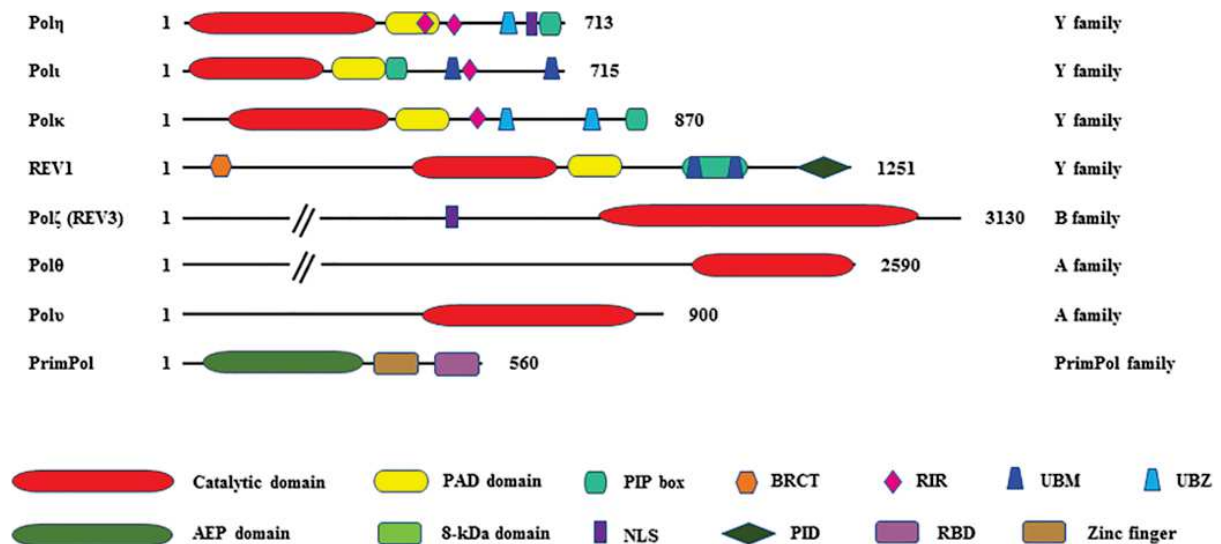 Polη 1 713 Y family
Polι 1 715 Y family
Polκ 1 870 Y family
REV1 1 1251 Y family
Polζ (REV3) 1 3130 B family
Polθ 1 2590 A family
Polυ 1 900 A family
PrimPol 1 560 PrimPol family
Catalytic domain PAD domain PIP box BRCT RIR UBM UBZ
AEP domain 8-kDa domain NLS PID RBD Zinc finger